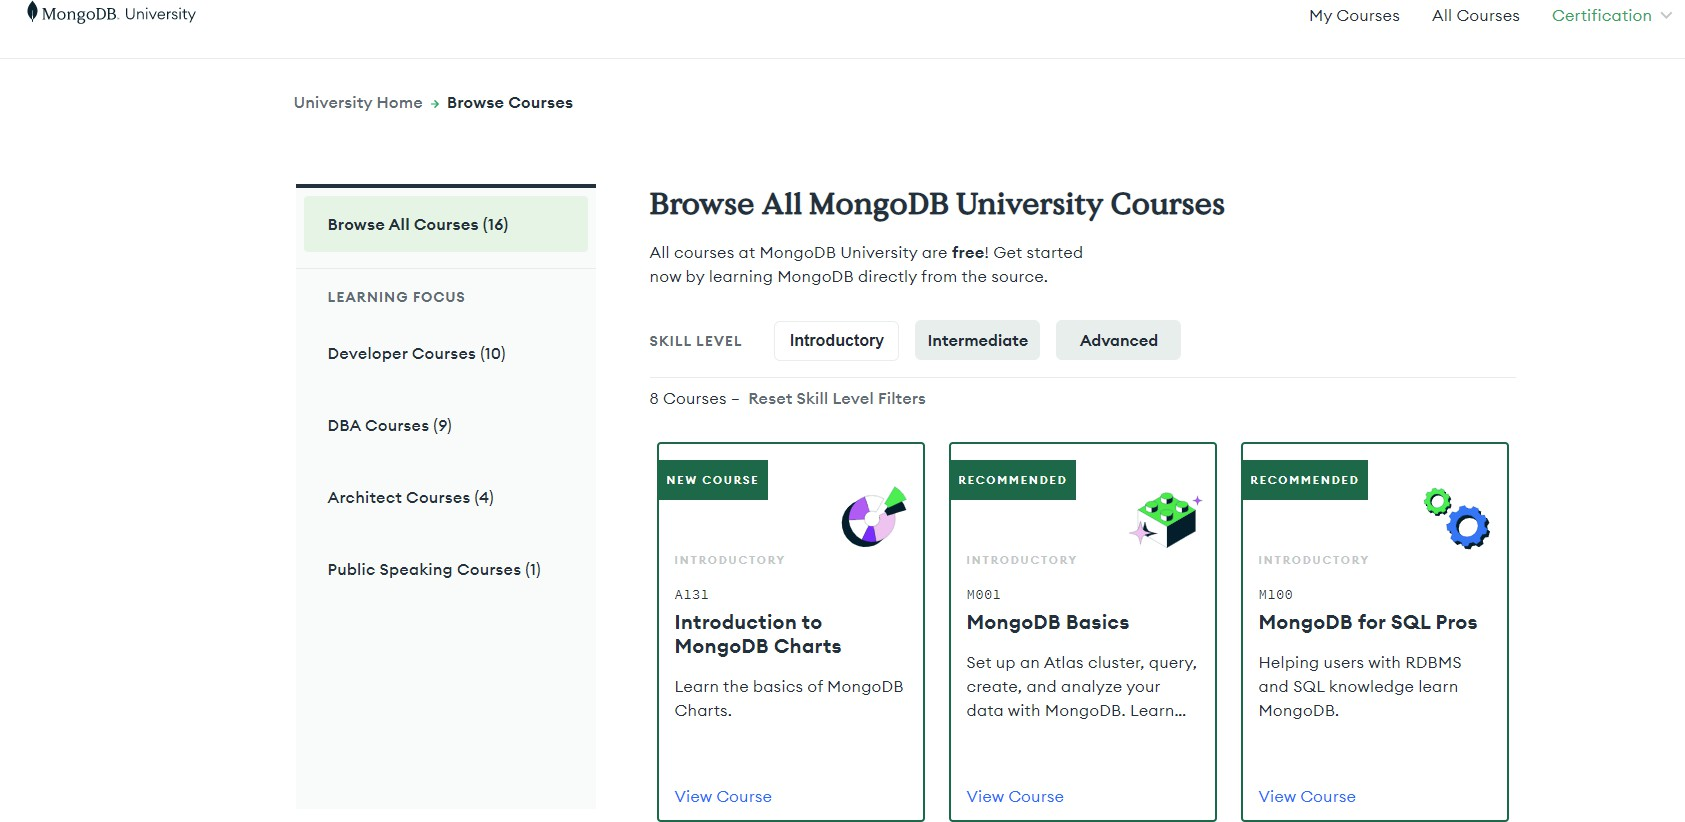 MongoDB. University
My Courses
All Courses
Certification
University Home → Browse Courses
Browse All Courses (16)
LEARNING FOCUS
Developer Courses (10)
DBA Courses (9)
Architect Courses (4)
Public Speaking Courses (1)
Browse All MongoDB University Courses
All courses at MongoDB University are free! Get started
now by learning MongoDB directly from the source.
SKILL LEVEL
Introductory
Intermediate
Advanced
8 Courses – Reset Skill Level Filters
NEW COURSE
INTRODUCTORY
A131
Introduction to
MongoDB Charts
Learn the basics of MongoDB
Charts.
View Course
RECOMMENDED
INTRODUCTORY
M001
MongoDB Basics
Set up an Atlas cluster, query,
create, and analyze your
data with MongoDB. Learn...
View Course
RECOMMENDED
INTRODUCTORY
M100
MongoDB for SQL Pros
Helping users with RDBMS
and SQL knowledge learn
MongoDB.
View Course